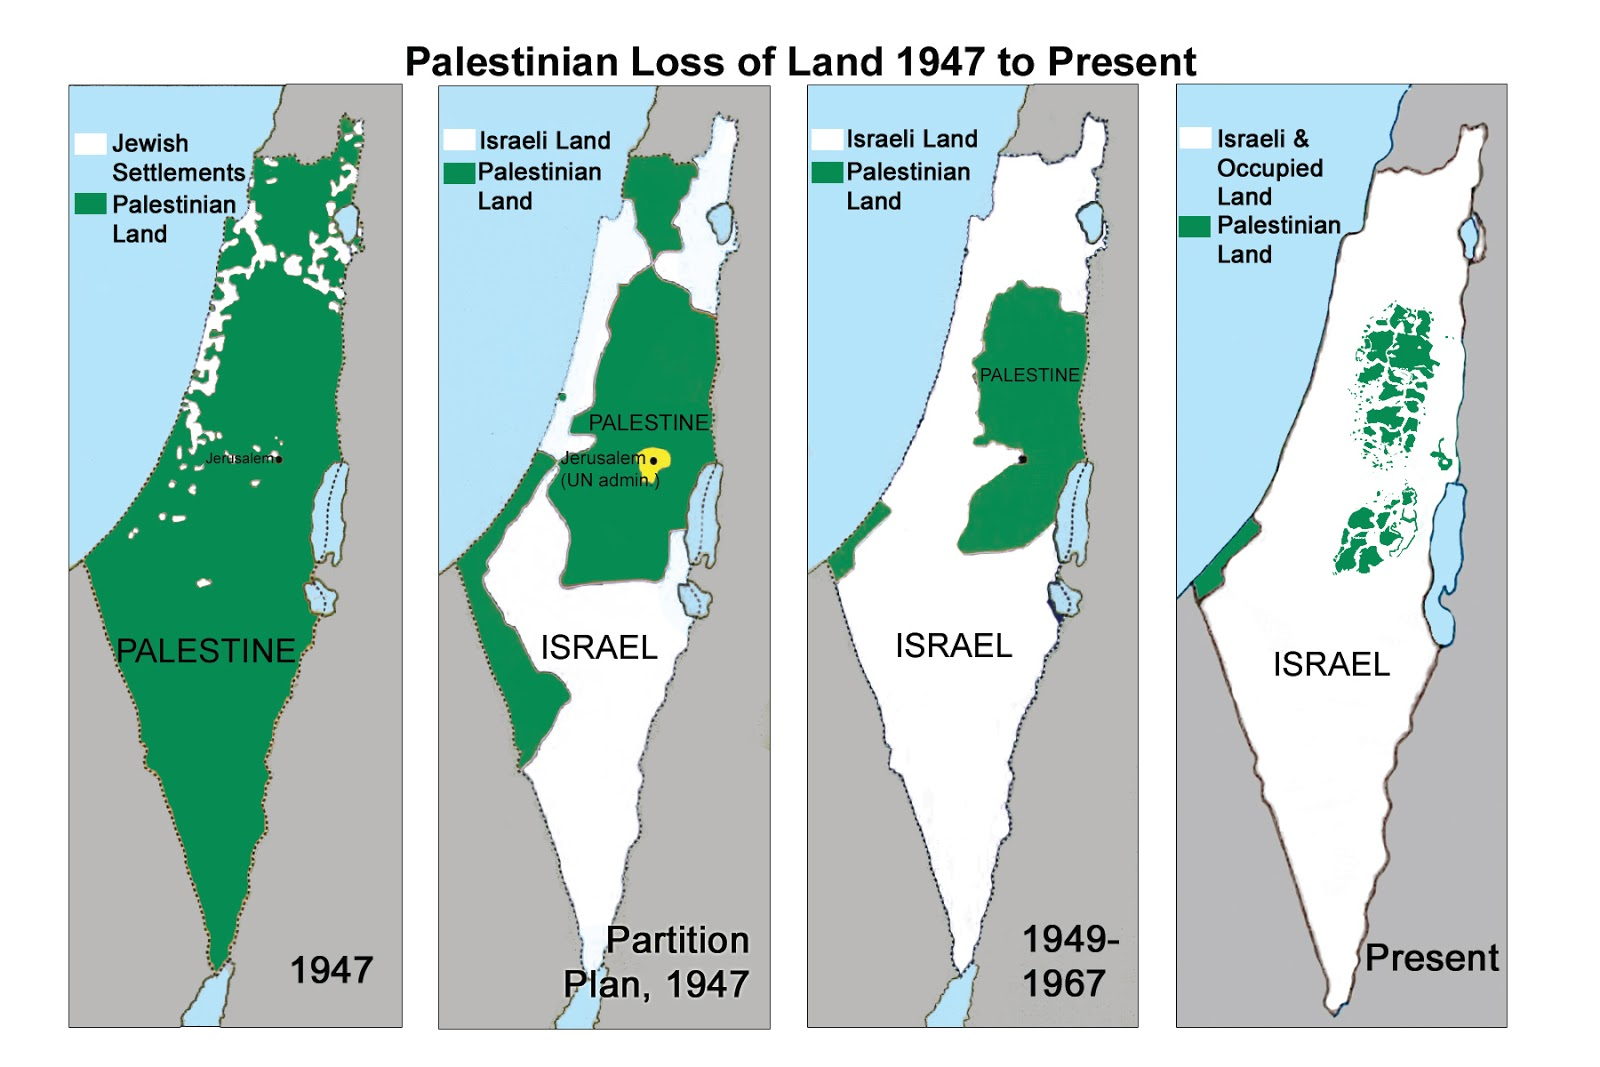 Palestinian Loss of Land 1947 to Present
Jewish
Settlements
Palestinian
Land
Jerusalem
PALESTINE
1947
Israeli Land
Palestinian
Land
PALESTINE
Jerusalem
(UN admin.)
ISRAEL
Partition
Plan, 1947
Israeli Land
Palestinian
Land
PALESTINE
ISRAEL
1949-
1967
Israeli &
Occupied
Land
Palestinian
Land
ISRAEL
Present